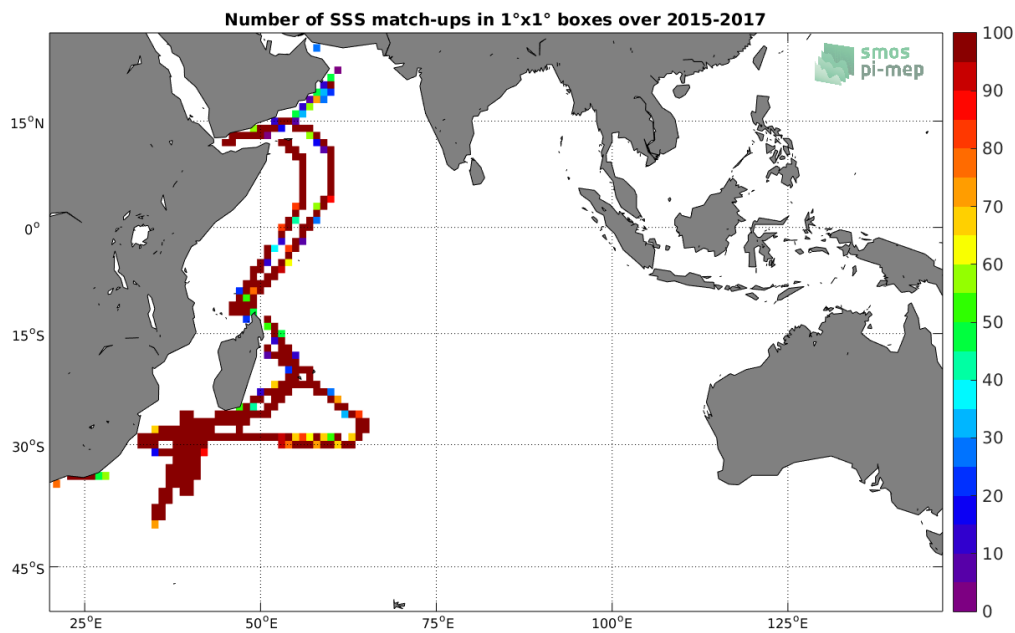 Number of SSS match-ups in 1°x1° boxes over 2015-2017
smos
pi-mep
15°N
0°
15°S
30°S
45°S
25°E
50°E
75°E
100°E
125°E
100
90
80
70
60
50
40
30
20
10
0